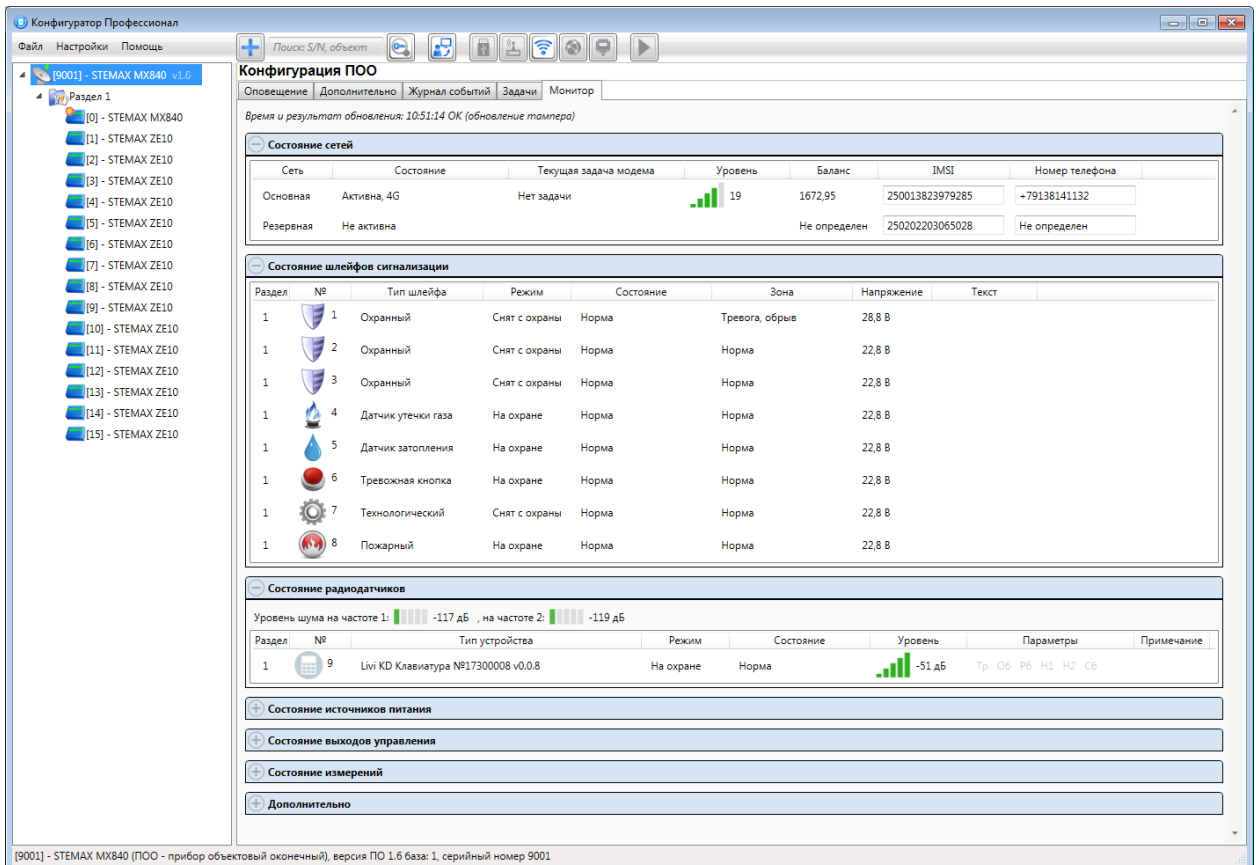 Конфигуратор Профессионал
Файл Настройки Помощь
Поиск: S/N, объект
[9001] - STEMAX MX840 v1.6
Раздел 1
[0] - STEMAX MX840
[1] - STEMAX ZE10
[2] - STEMAX ZE10
[3] - STEMAX ZE10
[4] - STEMAX ZE10
[5] - STEMAX ZE10
[6] - STEMAX ZE10
[7] - STEMAX ZE10
[8] - STEMAX ZE10
[9] - STEMAX ZE10
[10] - STEMAX ZE10
[11] - STEMAX ZE10
[12] - STEMAX ZE10
[13] - STEMAX ZE10
[14] - STEMAX ZE10
[15] - STEMAX ZE10
Конфигурация ПОО
Оповещение Дополнительно Журнал событий Задачи Монитор
Время и результат обновления: 10:51:14 OK (обновление тампера)
Состояние сетей
Сеть Состояние Текущая задача модема Уровень Баланс IMSI Номер телефона
Основная Активна, 4G Нет задачи 19 1672,95 250013823979285 +79138141132
Резервная Не активна Не определен 250202203065028 Не определен
Состояние шлейфов сигнализации
Раздел № Тип шлейфа Режим Состояние Зона Напряжение Текст
1 1 Охранный Снят с охраны Норма Тревога, обрыв 28,8 В
1 2 Охранный Снят с охраны Норма Норма 22,8 В
1 3 Охранный Снят с охраны Норма Норма 22,8 В
1 4 Датчик утечки газа На охране Норма Норма 22,8 В
1 5 Датчик затопления На охране Норма Норма 22,8 В
1 6 Тревожная кнопка На охране Норма Норма 22,8 В
1 7 Технологический Снят с охраны Норма Норма 22,8 В
1 8 Пожарный На охране Норма Норма 22,8 В
Состояние радиодатчиков
Уровень шума на частоте 1: -117 дБ , на частоте 2: -119 дБ
Раздел № Тип устройства Режим Состояние Уровень Параметры Примечание
1 9 Livi KD Клавиатура №17300008 v0.0.8 На охране Норма -51 дБ Тр Об Рб Н1 Н2 Сб
Состояние источников питания
Состояние выходов управления
Состояние измерений
Дополнительно
[9001] - STEMAX MX840 (ПОО - прибор объектовый оконечный), версия ПО 1.6 база: 1, серийный номер 9001